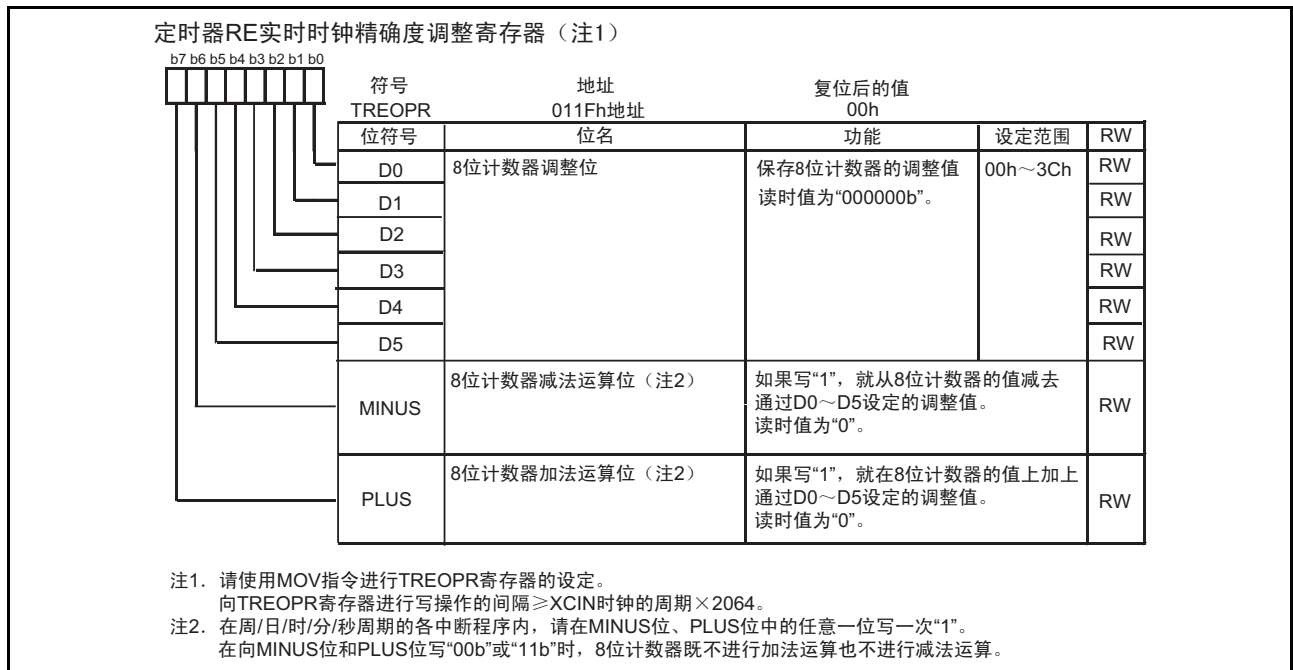 定时器RE实时时钟精确度调整寄存器（注1）
b7 b6 b5 b4 b3 b2 b1 b0
符号 地址 复位后的值
TREOPR 011Fh地址 00h
位符号 位名 功能 设定范围 RW
D0 8位计数器调整位 保存8位计数器的调整值 00h～3Ch RW
D1 读时值为“000000b”。 RW
D2 RW
D3 RW
D4 RW
D5 RW
MINUS 8位计数器减法运算位（注2） 如果写“1”，就从8位计数器的值减去 RW
通过D0～D5设定的调整值。
读时值为“0”。
PLUS 8位计数器加法运算位（注2） 如果写“1”，就在8位计数器的值上加上 RW
通过D0～D5设定的调整值。
读时值为“0”。
注1. 请使用MOV指令进行TREOPR寄存器的设定。
向TREOPR寄存器进行写操作的间隔≥XCIN时钟的周期×2064。
注2. 在周/日/时/分/秒周期的各中断程序内，请在MINUS位、PLUS位中的任意一位写一次“1”。
在向MINUS位和PLUS位写“00b”或“11b”时，8位计数器既不进行加法运算也不进行减法运算。